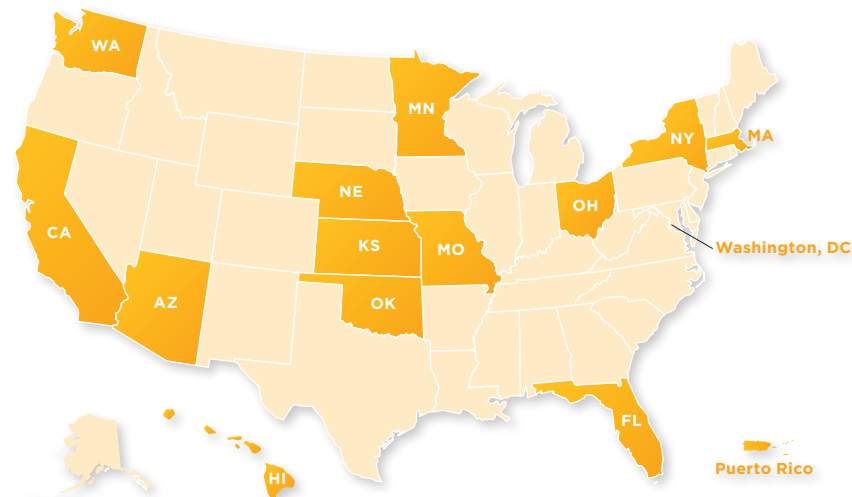 WA
MN
NY
MA
NE
OH
CA
KS
MO
Washington, DC
AZ
OK
FL
HI
Puerto Rico